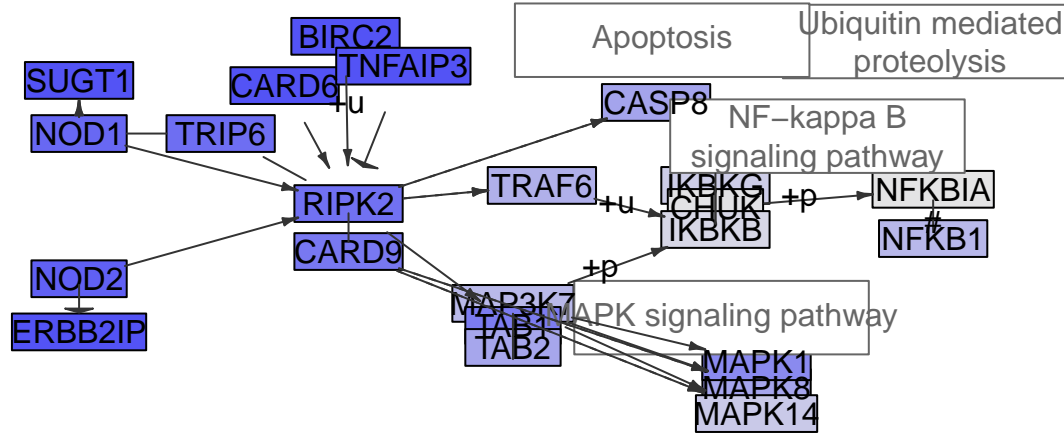 Apoptosis
Ubiquitin mediated
proteolysis
BIRC2
TNFAIP3
CARD6
+u
SUGT1
NOD1
TRIP6
CASP8
NF−kappa B
signaling pathway
RIPK2
TRAF6
+u
IKBKG
CHUK
IKBKB
+p
NFKBIA
#
NFKB1
CARD9
NOD2
ERBB2IP
+p
MAP3K7
TAB1
TAB2
MAPK signaling pathway
MAPK1
MAPK8
MAPK14